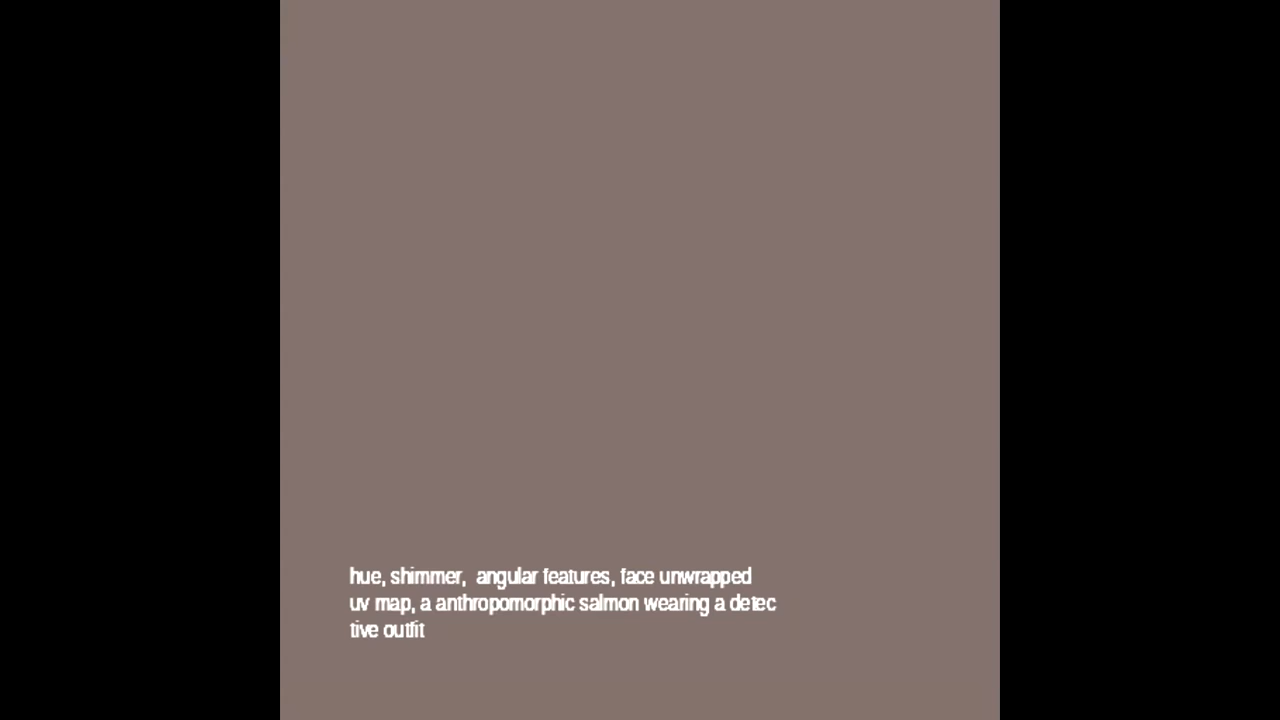 hue, shimmer,  angular features, face unwrapped
uv map, a anthropomorphic salmon wearing a detec
tive outfit